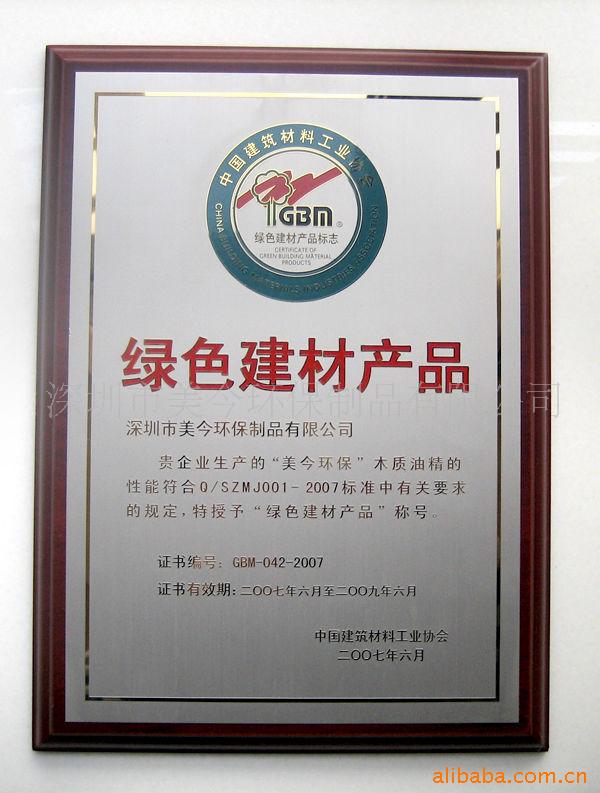 中国建筑材料工业协会
GBM®
绿色建材产品标志
CERTIFICATE OF
GREEN BUILDING MATERIAL
PRODUCTS
CHINA BUILDING MATERIALS INDUSTRY ASSOCIATION
绿色建材产品
深圳市美今环保制品有限公司
深圳市美今环保制品有限公司
贵企业生产的“美今环保”木质油精的
性能符合Q/SZMJ001-2007标准中有关要求
的规定,特授予“绿色建材产品”称号。
证书编号: GBM-042-2007
证书有效期:二〇〇七年六月至二〇〇九年六月
中国建筑材料工业协会
二〇〇七年六月
alibaba.com.cn